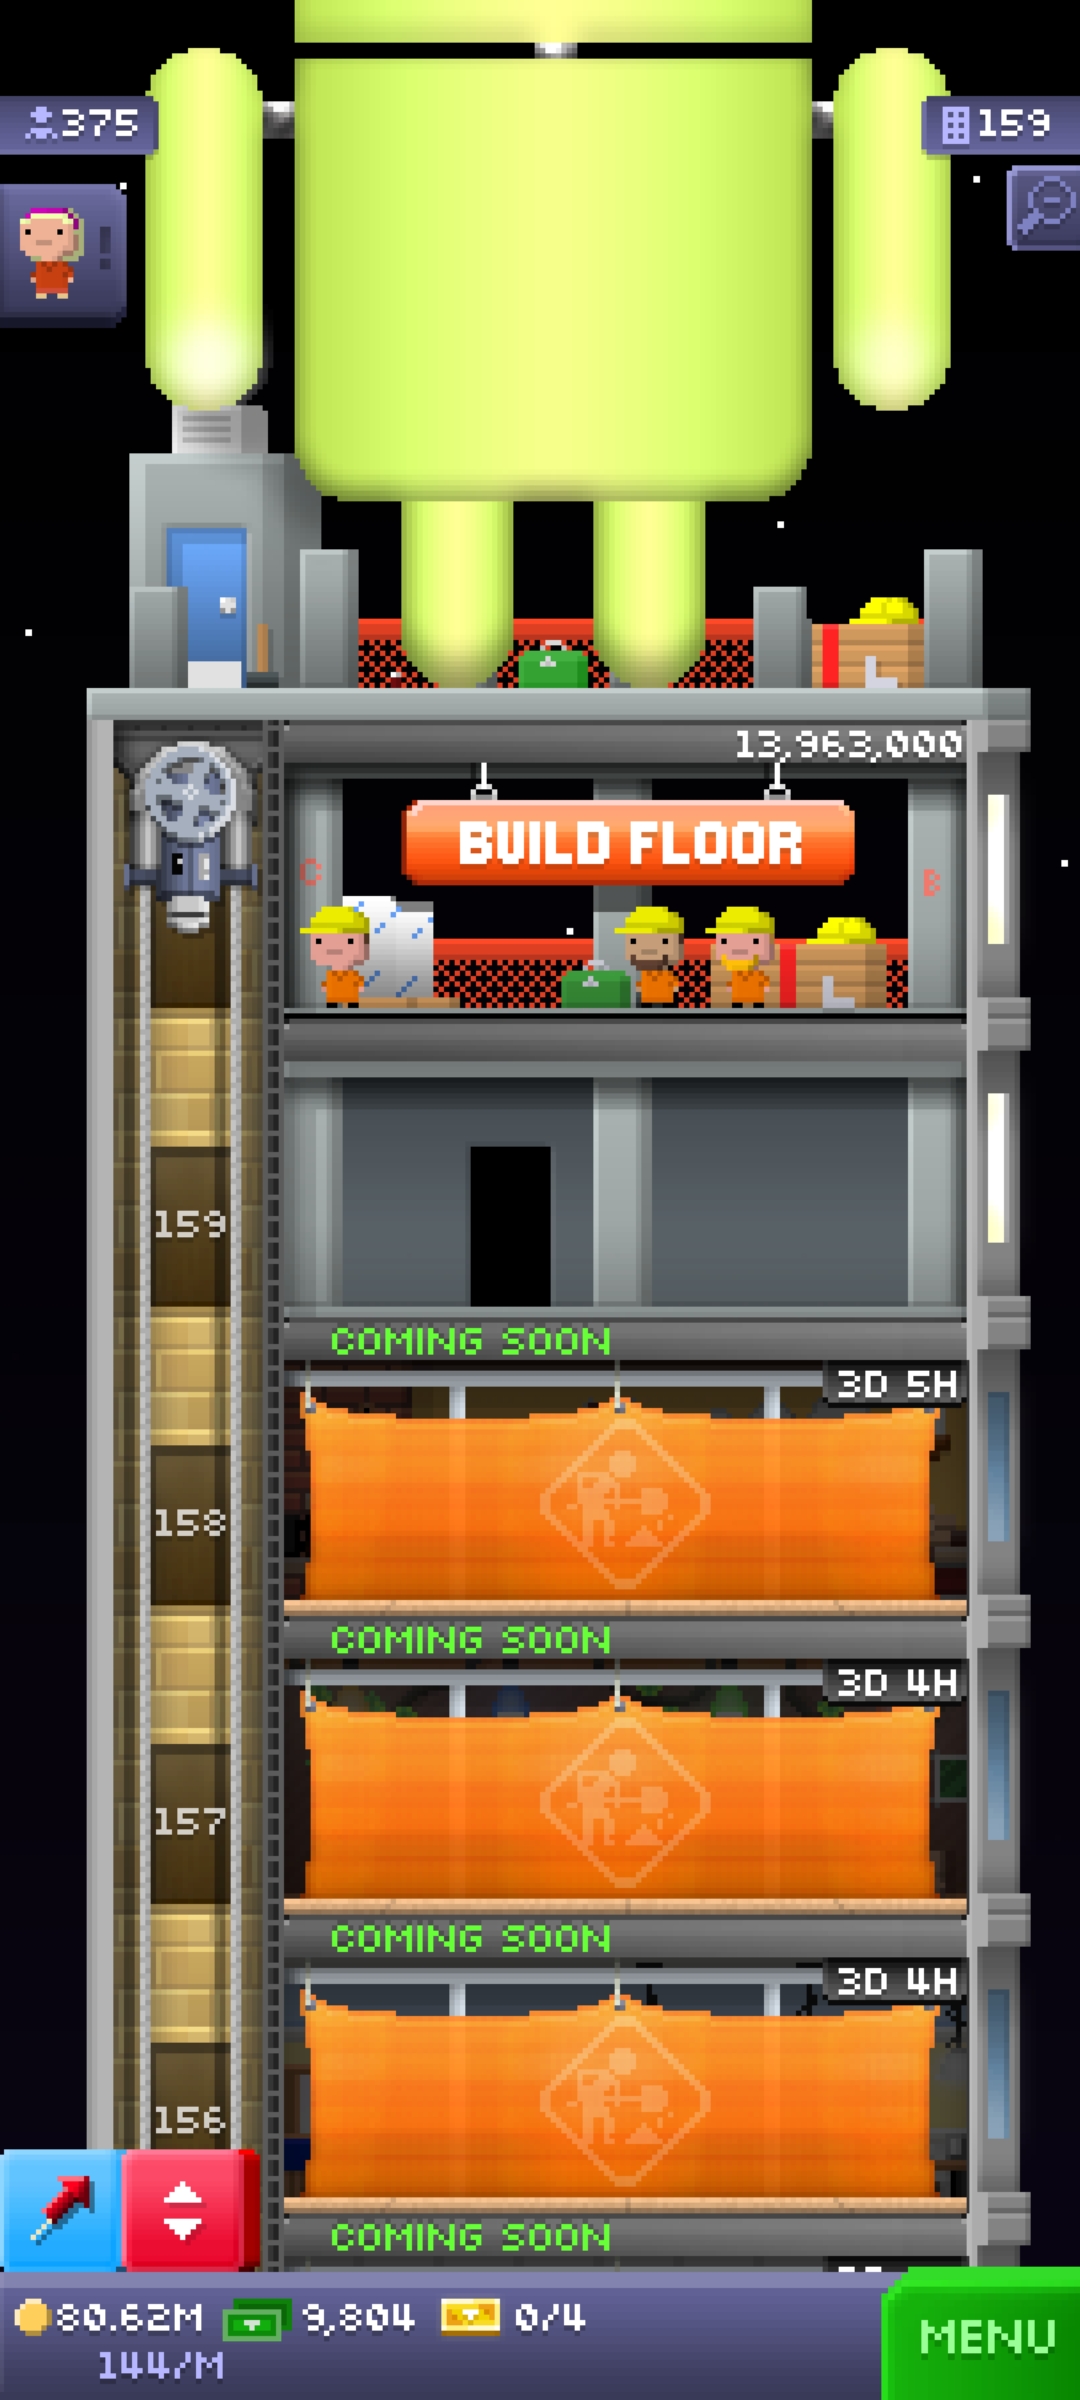 375
159
!
13,963,000
BUILD FLOOR
C
B
159
COMING SOON
3D 5H
158
COMING SOON
3D 4H
157
COMING SOON
3D 4H
156
COMING SOON
80.62M
9,804
0/4
MENU
144/M